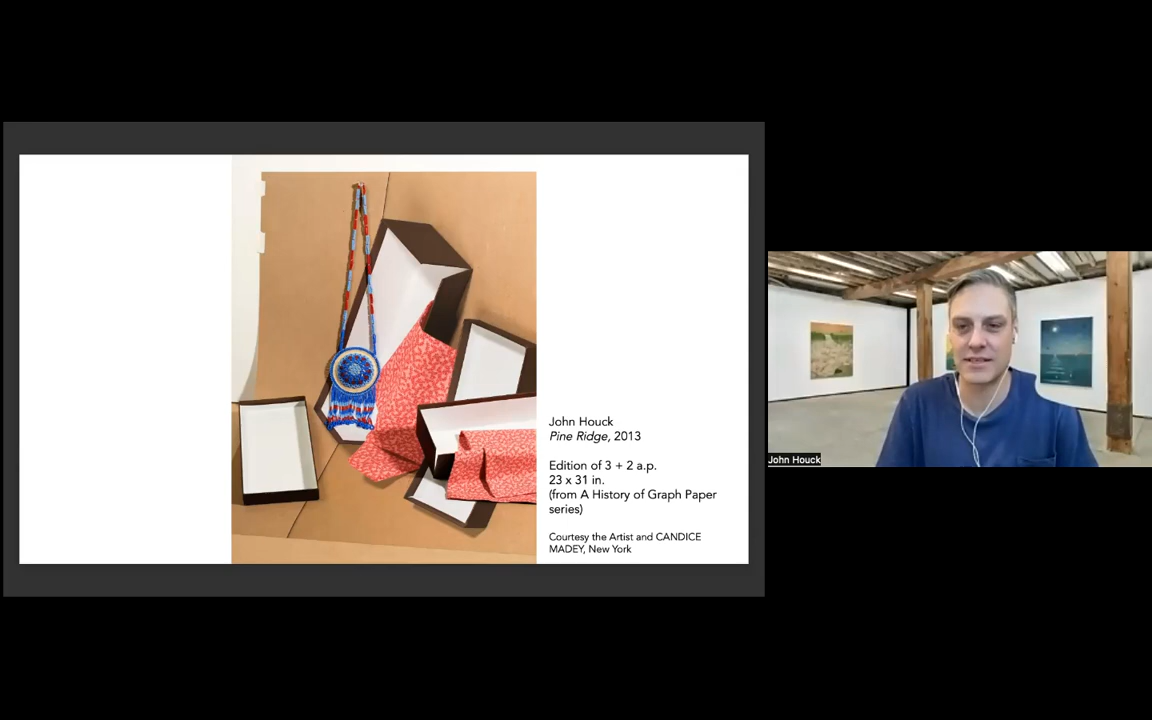 John Houck
Pine Ridge, 2013
Edition of 3 + 2 a.p.
23 x 31 in.
(from A History of Graph Paper
series)
Courtesy the Artist and CANDICE
MADEY, New York
John Houck